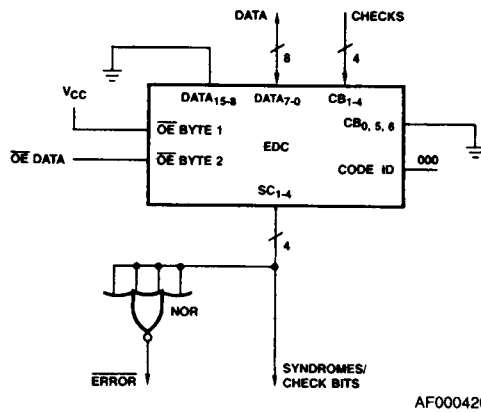 DATA CHECKS
8 4
DATA15-8 DATA7-0 CB1-4
VCC
OE BYTE 1 CB0, 5, 6
EDC
OE DATA OE BYTE 2 CODE ID 000
SC1-4
4
NOR
ERROR SYNDROMES/
CHECK BITS